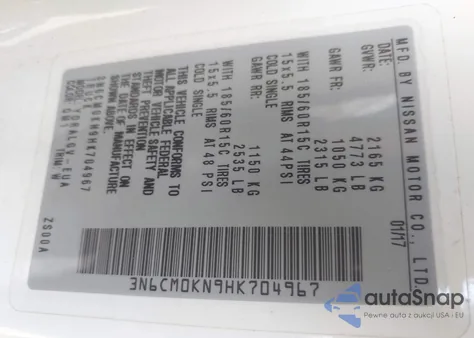 MFD. BY NISSAN MOTOR CO., LTD.
01/17
GVWR: 2165 KG
4773 LB
GAWR FR: 1050 KG
2315 LB
WITH 185/60R15C TIRES
15x5.5 RIMS AT 44PSI
COLD SINGLE
GAWR RR: 1150 KG
2535 LB
WITH 185/60R15C TIRES
15x5.5 RIMS AT 48 PSI
COLD SINGLE
THIS VEHICLE CONFORMS TO
ALL APPLICABLE FEDERAL
MOTOR VEHICLE SAFETY AND
THEFT PREVENTION
STANDARDS IN EFFECT ON
THE DATE OF MANUFACTURE
SHOWN ABOVE.
3N6CM0KN9HK704967
EUA
TRIM W
ZS00A
3N6CM0KN9HK704967
autoSnap
Pewne auta z aukcji USA - EU